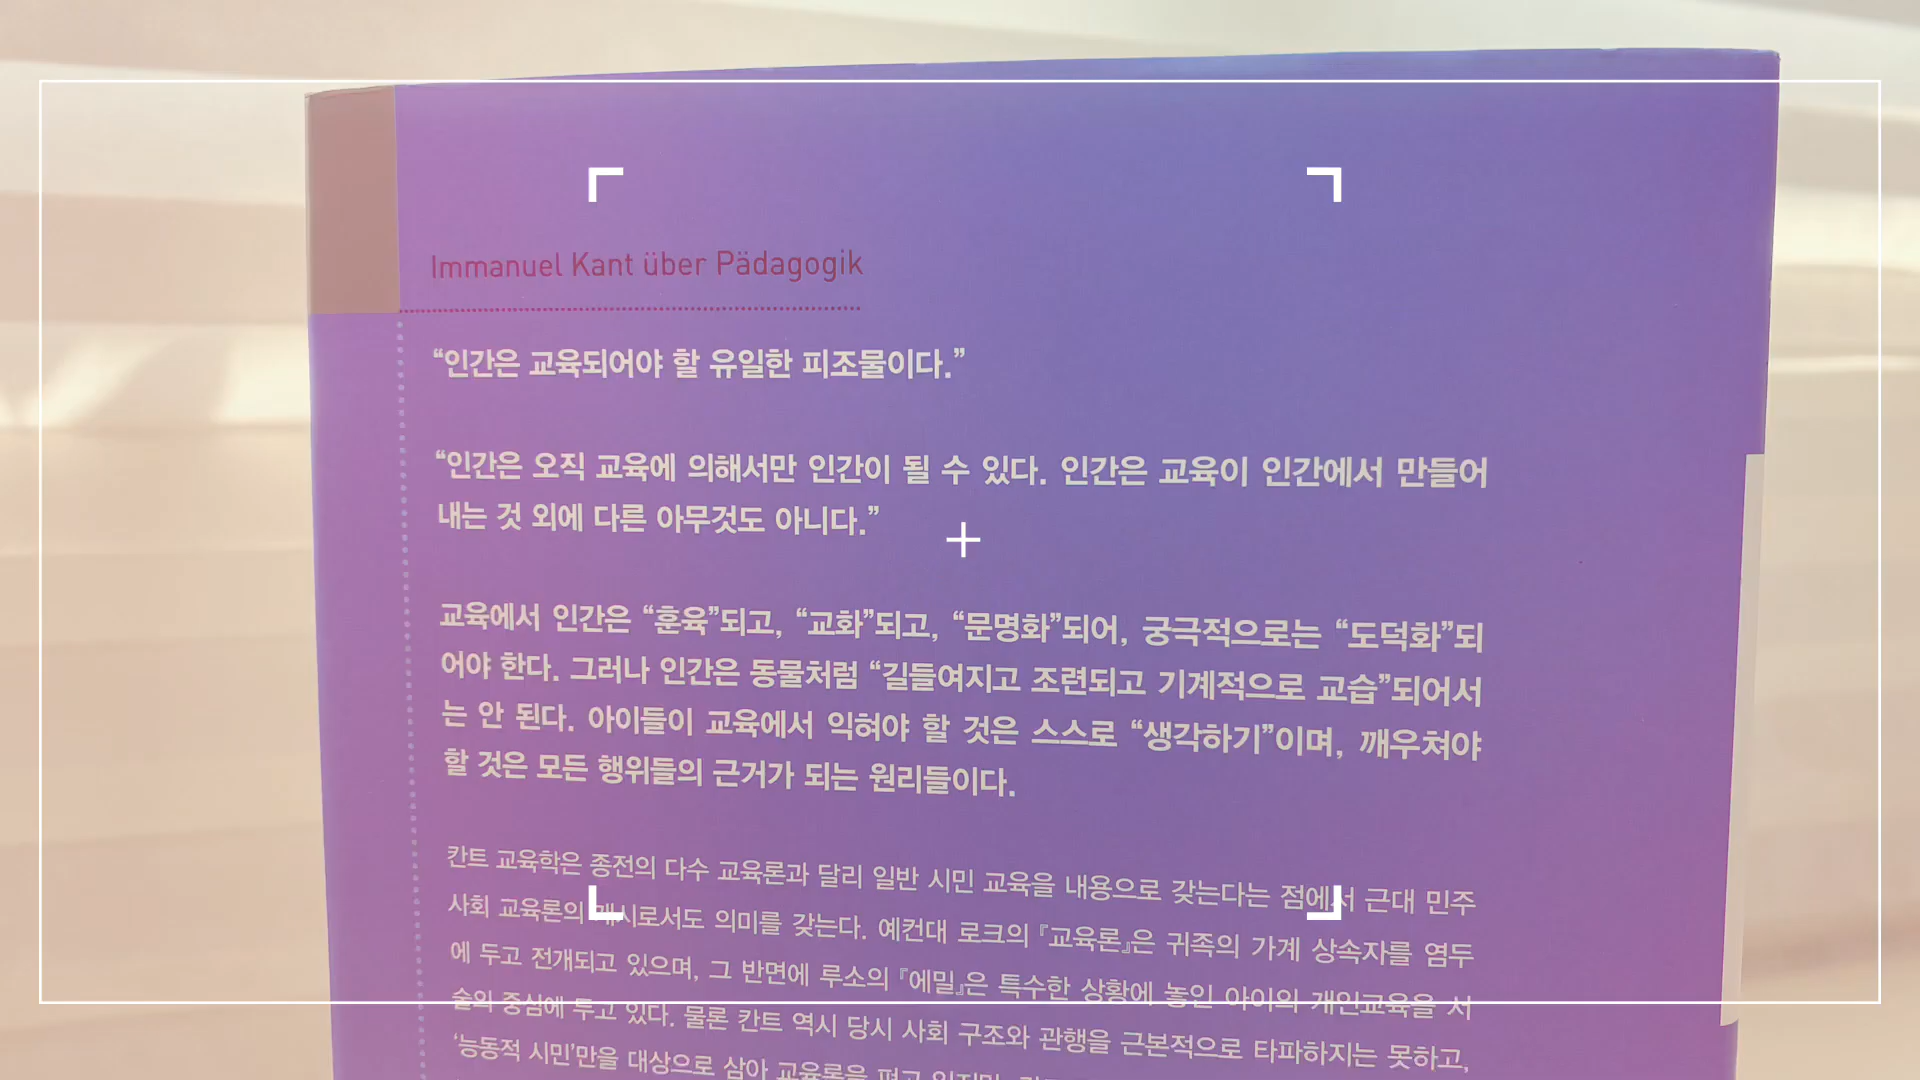 Immanuel Kant über Pädagogik
“인간은 교육되어야 할 유일한 피조물이다.”
“인간은 오직 교육에 의해서만 인간이 될 수 있다. 인간은 교육이 인간에서 만들어
내는 것 외에 다른 아무것도 아니다.”
교육에서 인간은 “훈육”되고, “교화”되고, “문명화”되어, 궁극적으로는 “도덕화”되
어야 한다. 그러나 인간은 동물처럼 “길들여지고 조련되고 기계적으로 교습”되어서
는 안 된다. 아이들이 교육에서 익혀야 할 것은 스스로 “생각하기”이며, 깨우쳐야
할 것은 모든 행위들의 근거가 되는 원리들이다.
칸트 교육학은 종전의 다수 교육론과 달리 일반 시민 교육을 내용으로 갖는다는 점에서 근대 민주
사회 교육론의 로서도 의미를 갖는다. 예컨대 로크의 『교육론』은 귀족의 가계 상속자를 염두
에 두고 전개되고 있으며, 그 반면에 루소의 『에밀』은 특수한 상황에 놓인 아이의 개인교육을 서
술의 중심에 두고 있다. 물론 칸트 역시 당시 사회 구조와 관행을 근본적으로 타파하지는 못하고,
‘능동적 시민’만을 대상으로 삼아 교육론을